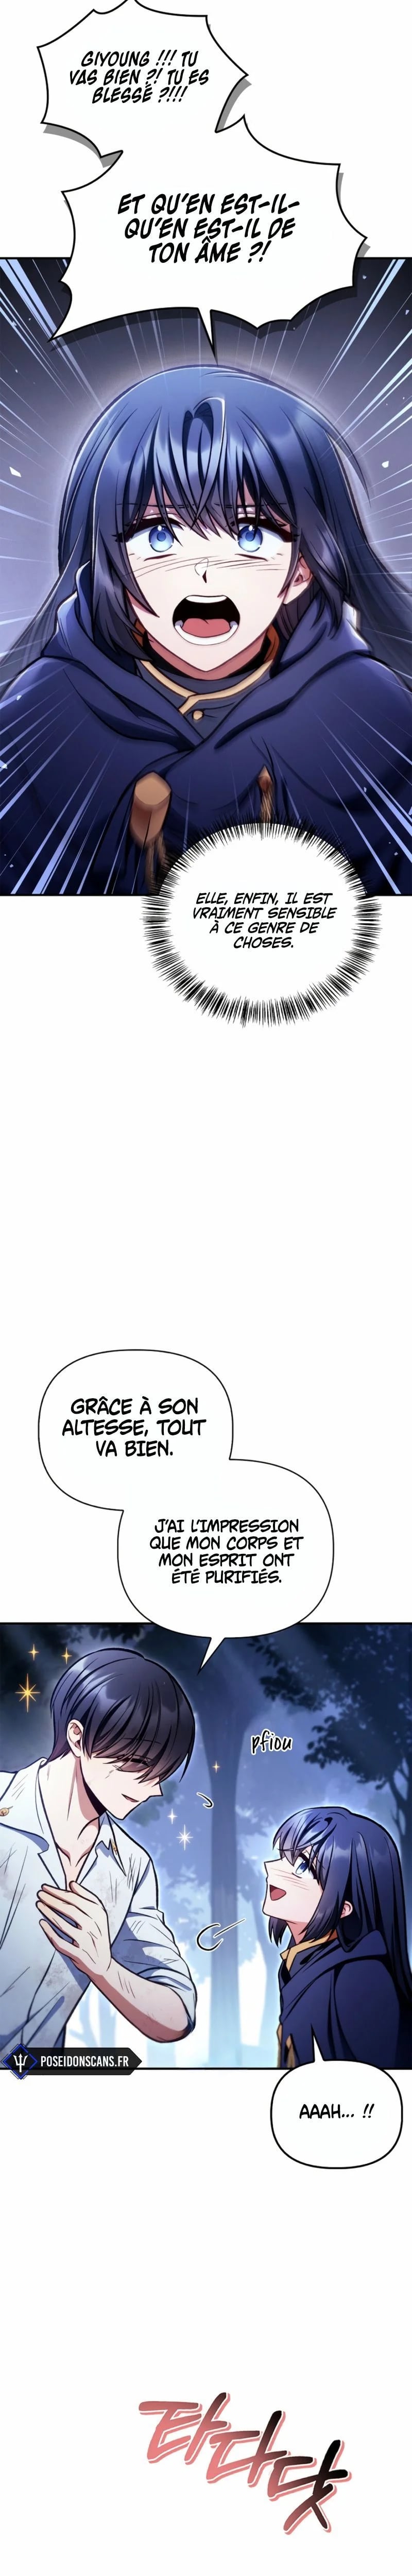 GIYOUNG !!! TU
VAS BIEN ?! TU ES
BLESSÉ ?!!!
ET QU'EN EST-IL-
QU'EN EST-IL DE
TON ÂME ?!
ELLE, ENFIN, IL EST
VRAIMENT SENSIBLE
À CE GENRE DE
CHOSES.
GRÂCE À SON
ALTESSE, TOUT
VA BIEN.
J'AI L'IMPRESSION
QUE MON CORPS ET
MON ESPRIT ONT
ÉTÉ PURIFIÉS.
pfiou
POSEIDONSCANS.FR
AAAH... !!
타다닷